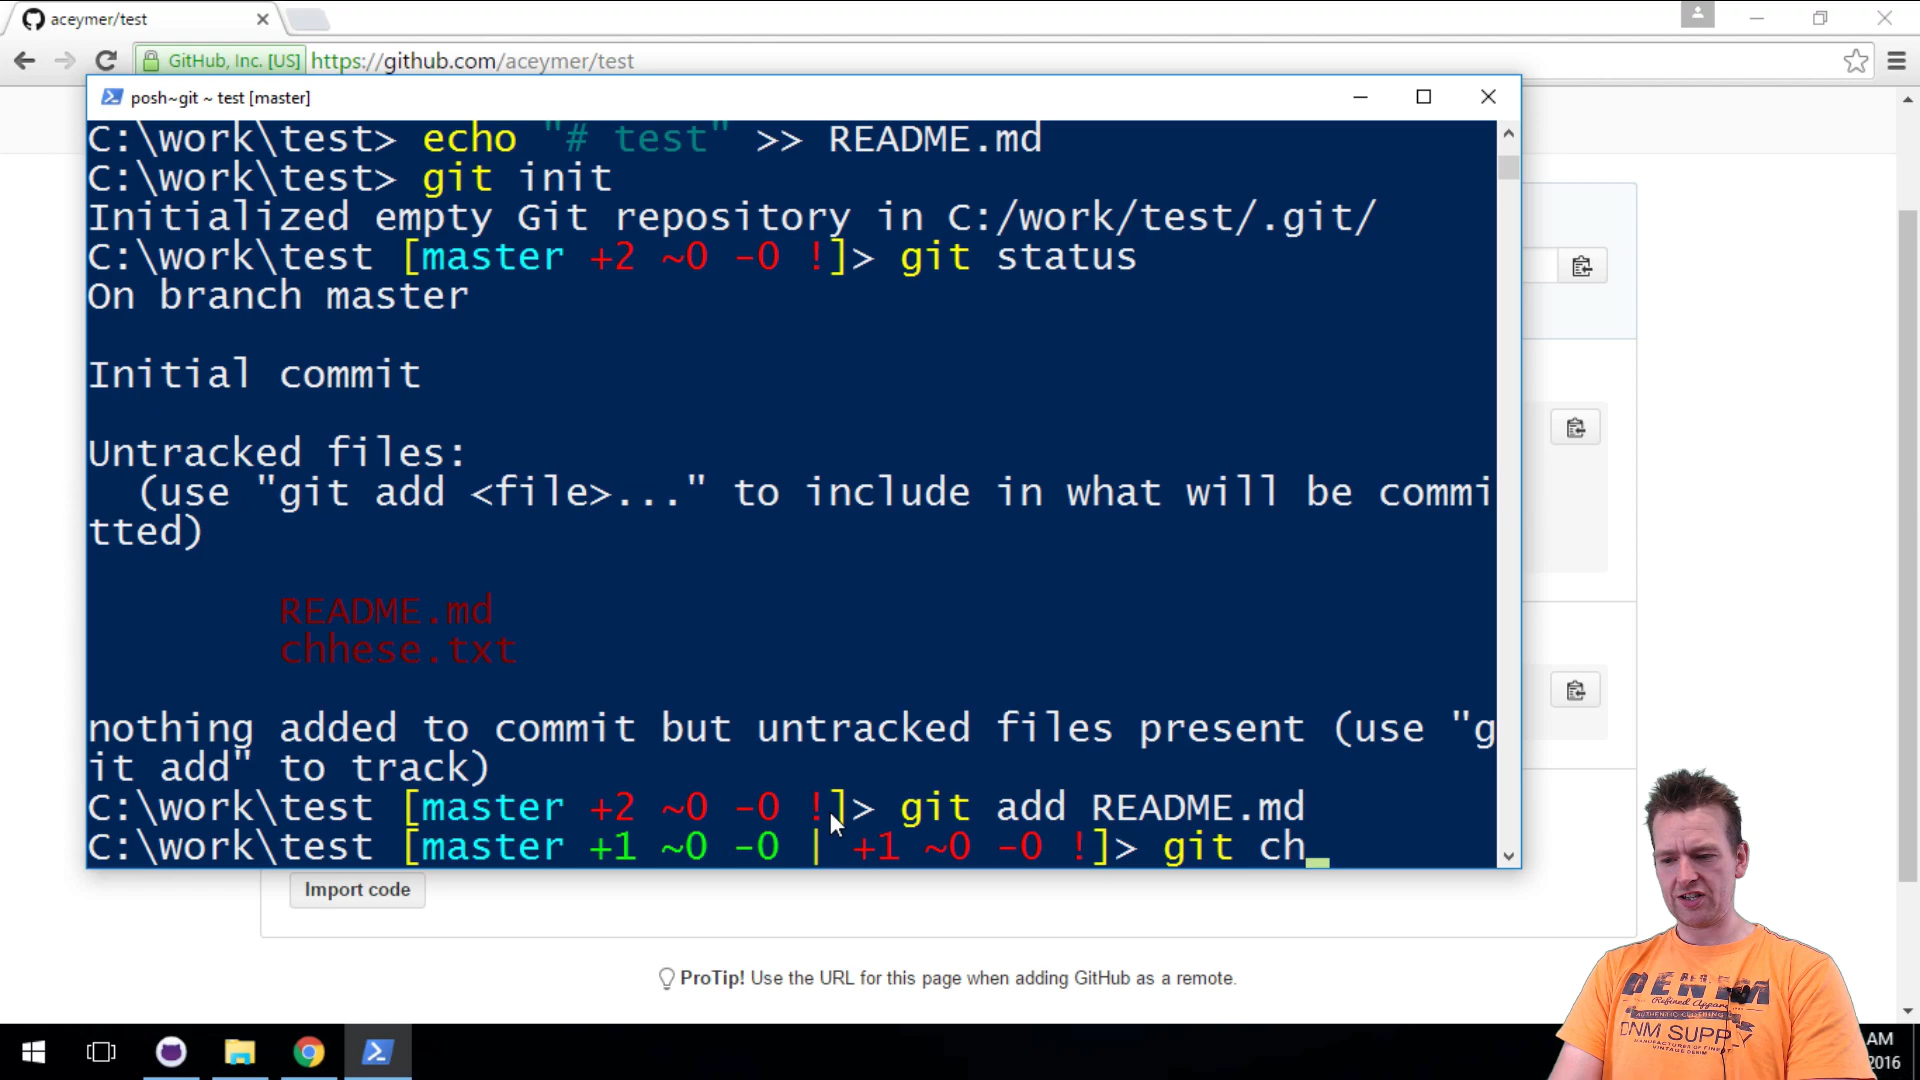 aceymer/test
GitHub, Inc. [US] https://github.com/aceymer/test
posh~git ~ test [master]
C:\work\test> echo "# test" >> README.md
C:\work\test> git init
Initialized empty Git repository in C:/work/test/.git/
C:\work\test [master +2 ~0 -0 !]> git status
On branch master
Initial commit
Untracked files:
(use "git add <file>..." to include in what will be commi
tted)
README.md
chhese.txt
nothing added to commit but untracked files present (use "g
it add" to track)
C:\work\test [master +2 ~0 -0 !]> git add README.md
C:\work\test [master +1 ~0 -0 | +1 ~0 -0 !]> git ch
Import code
ProTip! Use the URL for this page when adding GitHub as a remote.
DENIM
DNM SUPPLY
AM
2016